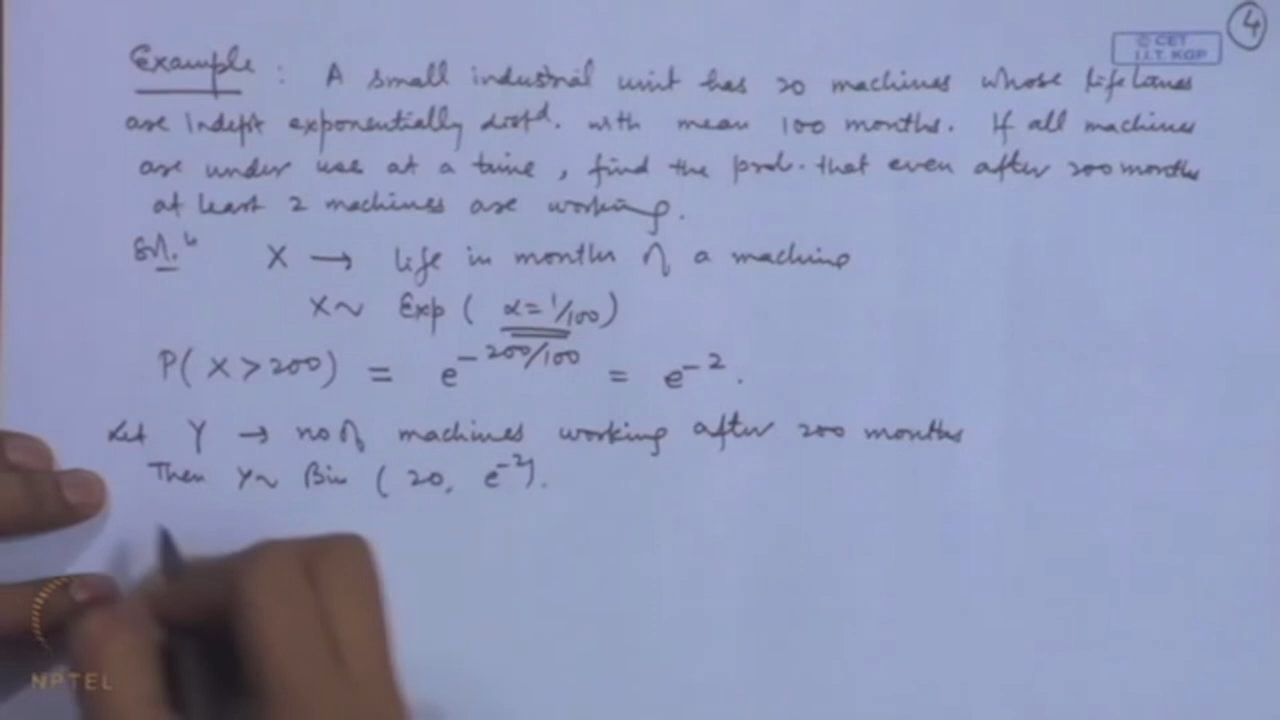 4
© CET
I.I.T. KGP
Example : A small industrial unit has 20 machines whose lifetimes
are indept exponentially distd. with mean 100 months. If all machines
are under use at a time, find the prob. that even after 200 months
at least 2 machines are working.
Sol.ⁿ X → life in months of a machine
X ~ Exp ( α = 1/100 )
P( X > 200 ) = e^{-200/100} = e^{-2}.
Let Y → no of machines working after 200 months
Then Y ~ Bin ( 20, e^{-2}).
NPTEL